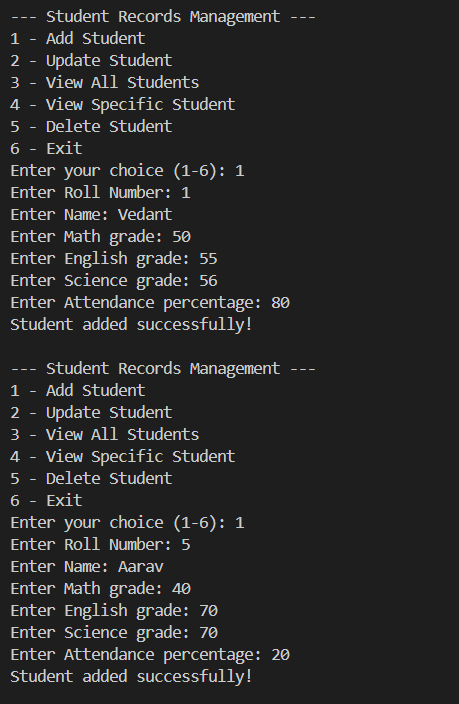 --- Student Records Management ---
1 - Add Student
2 - Update Student
3 - View All Students
4 - View Specific Student
5 - Delete Student
6 - Exit
Enter your choice (1-6): 1
Enter Roll Number: 1
Enter Name: Vedant
Enter Math grade: 50
Enter English grade: 55
Enter Science grade: 56
Enter Attendance percentage: 80
Student added successfully!
--- Student Records Management ---
1 - Add Student
2 - Update Student
3 - View All Students
4 - View Specific Student
5 - Delete Student
6 - Exit
Enter your choice (1-6): 1
Enter Roll Number: 5
Enter Name: Aarav
Enter Math grade: 40
Enter English grade: 70
Enter Science grade: 70
Enter Attendance percentage: 20
Student added successfully!